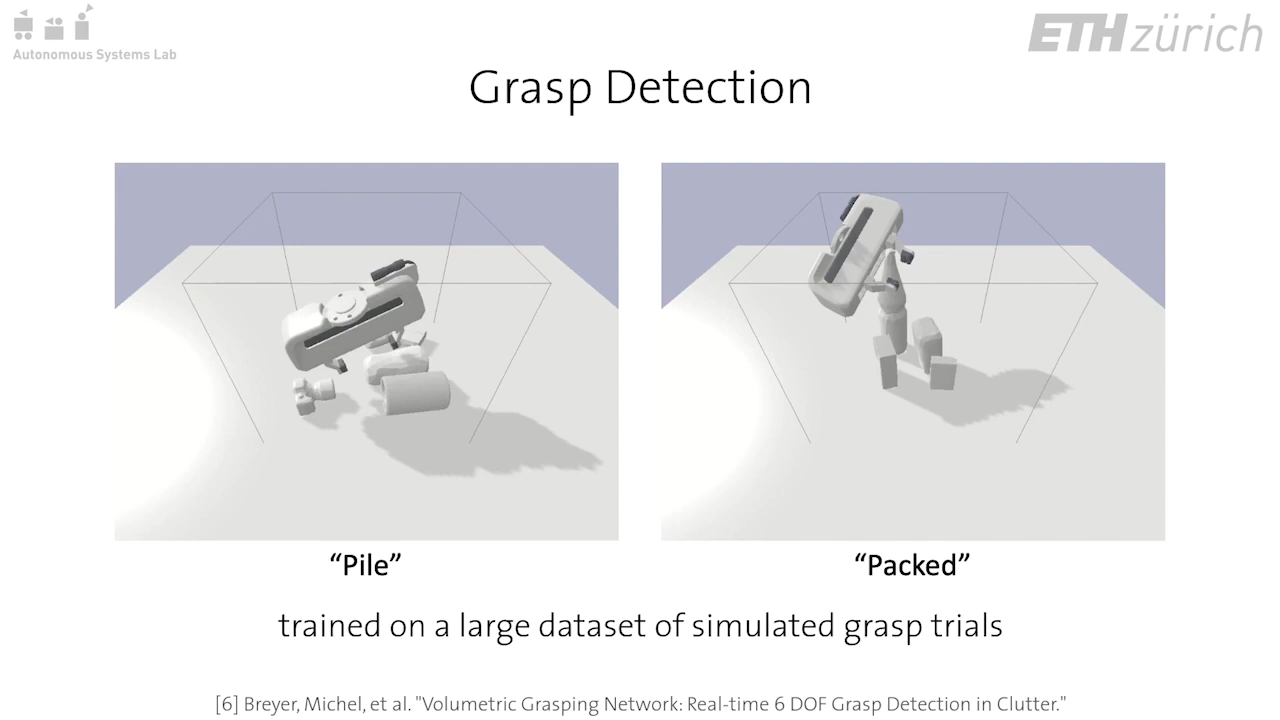 Autonomous Systems Lab
ETH zürich
Grasp Detection
“Pile”
“Packed”
trained on a large dataset of simulated grasp trials
[6] Breyer, Michel, et al. "Volumetric Grasping Network: Real-time 6 DOF Grasp Detection in Clutter."